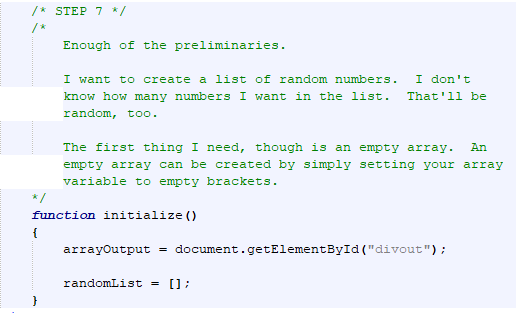 /* STEP 7 */
/*
Enough of the preliminaries.
I want to create a list of random numbers.  I don't
know how many numbers I want in the list.  That'll be
random, too.
The first thing I need, though is an empty array.  An
empty array can be created by simply setting your array
variable to empty brackets.
*/
function initialize()
{
arrayOutput = document.getElementById("divout");
randomList = [];
}